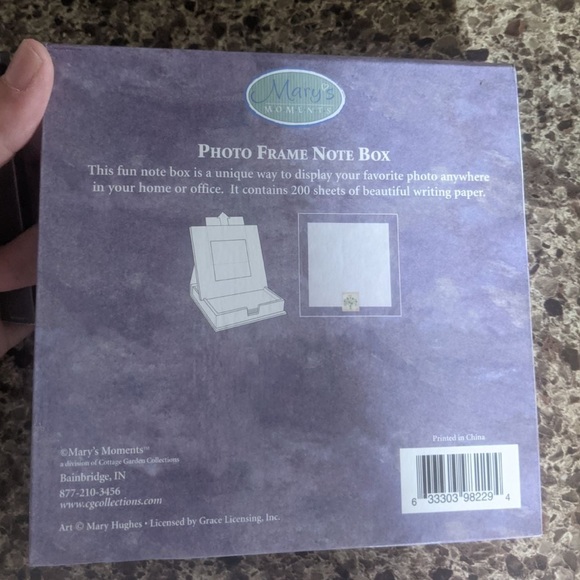 Mary's
MOMENTS
PHOTO FRAME NOTE BOX
This fun note box is a unique way to display your favorite photo anywhere
in your home or office. It contains 200 sheets of beautiful writing paper.
Printed in China
©Mary's Moments™
a division of Cottage Garden Collections
Bainbridge, IN
877-210-3456
www.cgcollections.com
6 33303 98229 4
Art © Mary Hughes • Licensed by Grace Licensing, Inc.